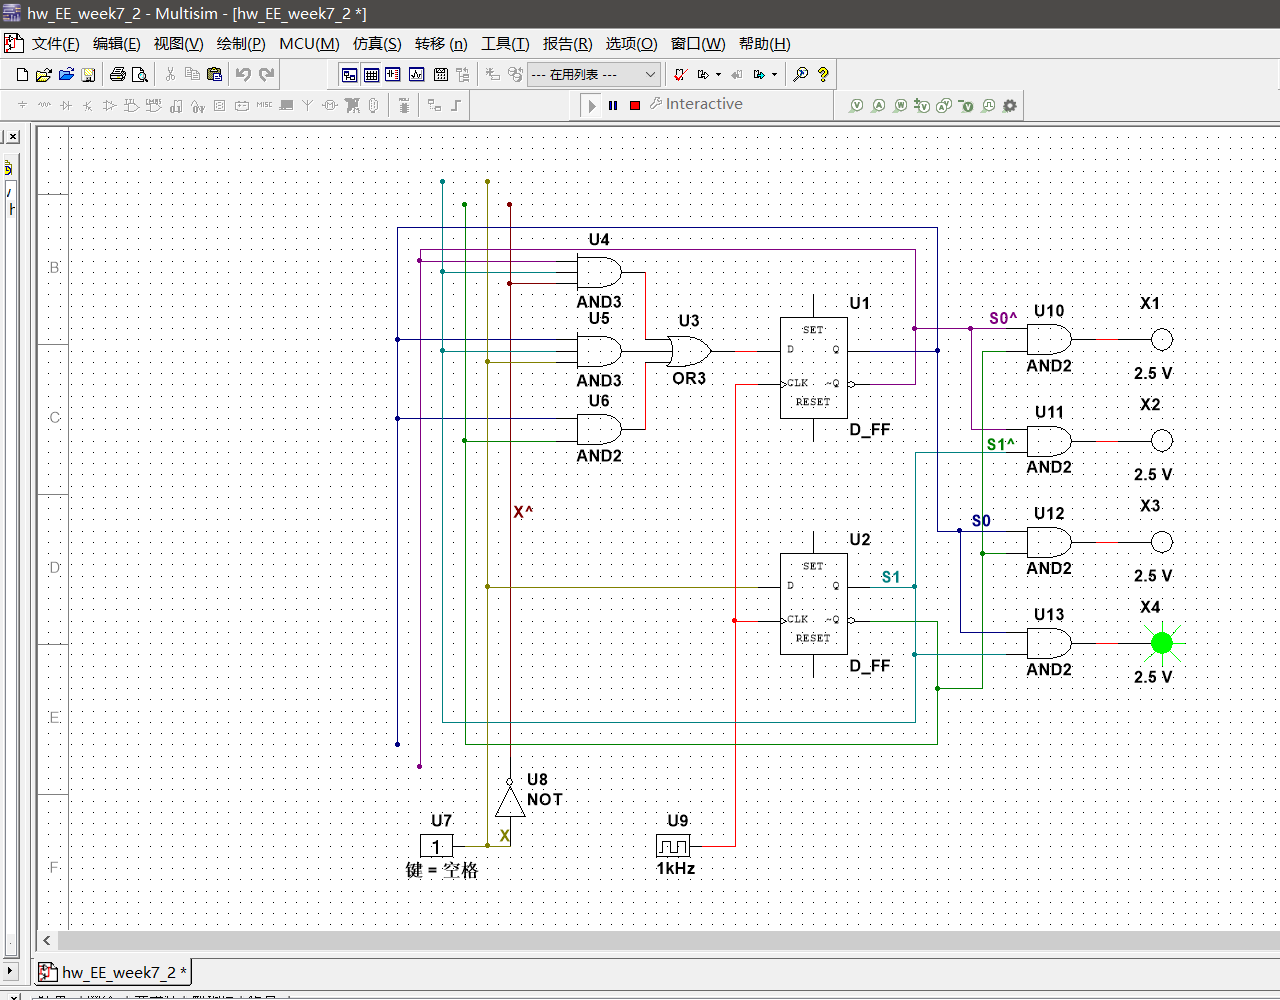 hw_EE_week7_2 - Multisim - [hw_EE_week7_2 *]
文件(F) 编辑(E) 视图(V) 绘制(P) MCU(M) 仿真(S) 转移 (n) 工具(T) 报告(R) 选项(O) 窗口(W) 帮助(H)
--- 在用列表 ---
MISC
Interactive
B
C
D
E
F
U4
AND3
U5
AND3
U6
AND2
U3
OR3
U1
SET
D Q
CLK ~Q
RESET
D_FF
S0^
U10
AND2
X1
2.5 V
U11
S1^
AND2
X2
2.5 V
X^
S0
U12
AND2
X3
2.5 V
U2
SET
D Q
CLK ~Q
RESET
D_FF
S1
U13
AND2
X4
2.5 V
U8
NOT
U7
1
X
键 = 空格
U9
1kHz
hw_EE_week7_2 *